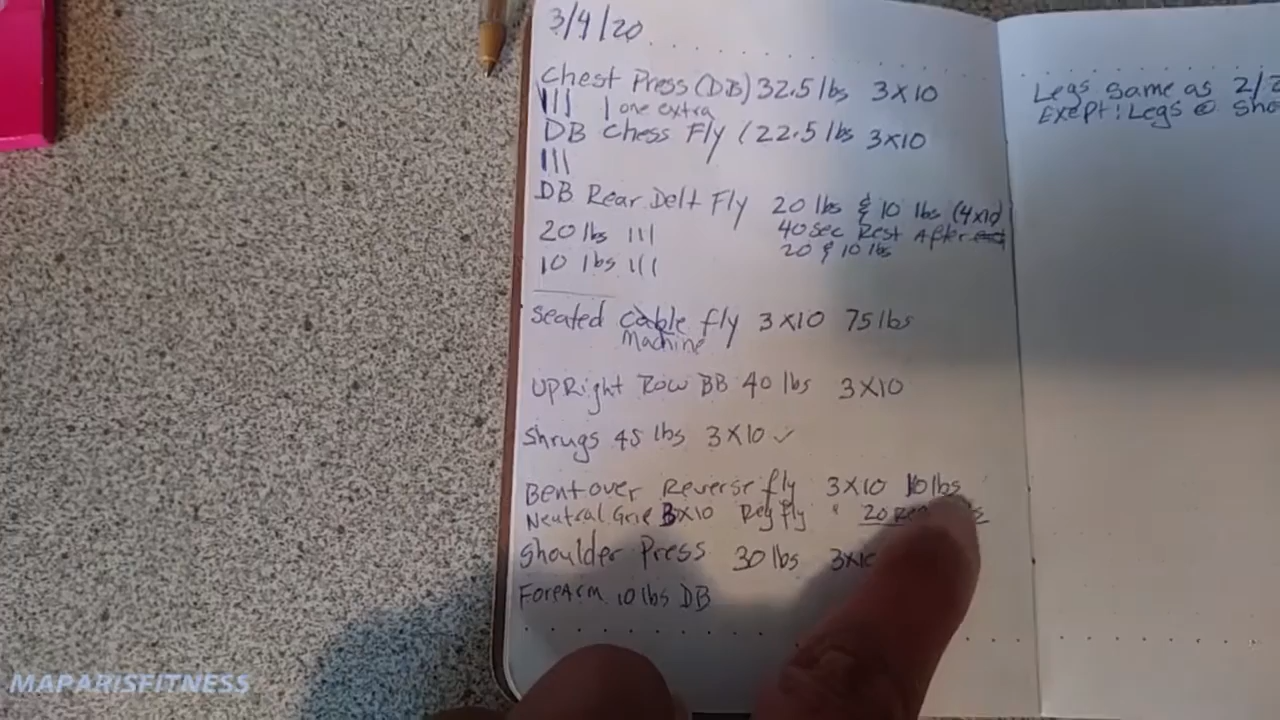 3/4/20
Chest Press (DB) 32.5 lbs 3x10
||| | one extra
DB Chess Fly (22.5 lbs 3x10
|||
DB Rear Delt Fly 20 lbs & 10 lbs (4x10)
20 lbs ||| 40 sec Rest After
10 lbs ||| 20 & 10 lbs
Seated Cable fly 3x10 75 lbs
Machine
UPRight Row BB 40 lbs 3x10
Shrugs 45 lbs 3x10 ✓
Bentover Reverse fly 3x10 10 lbs
Neutral Grie 3x10 Reg fly & 20
Shoulder Press 30 lbs 3x10
ForeArm 10 lbs DB
Legs Same as
Exept: Legs @
MAPARISFITNESS